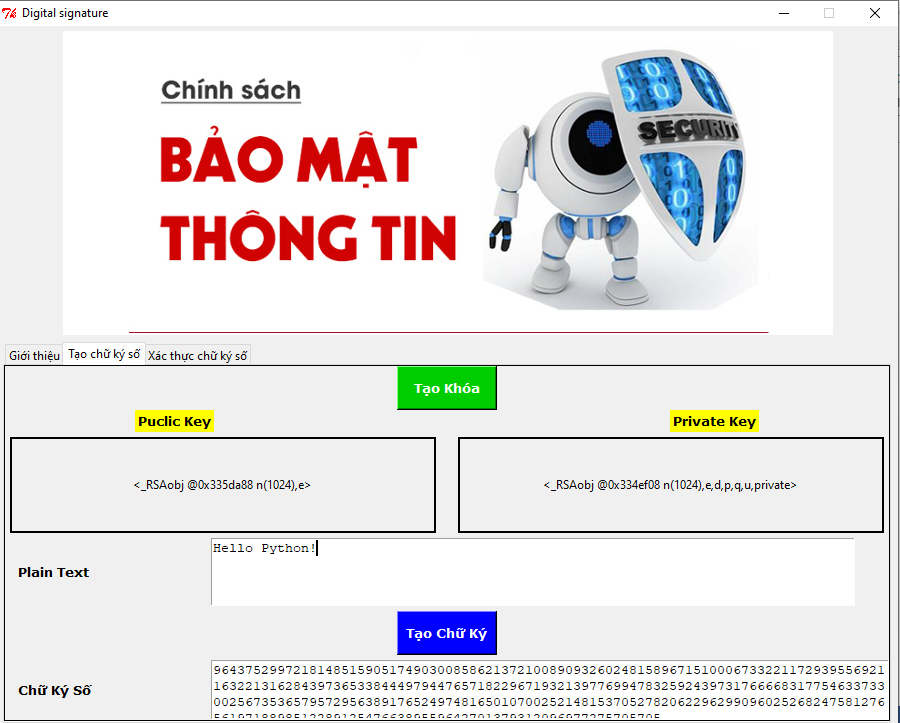 Digital signature
Chính sách
BẢO MẬT
THÔNG TIN
SECURITY
Giới thiệu Tạo chữ ký số Xác thực chữ ký số
Tạo Khóa
Puclic Key Private Key
<_RSAobj @0x335da88 n(1024),e> <_RSAobj @0x334ef08 n(1024),e,d,p,q,u,private>
Plain Text Hello Python!
Tạo Chữ Ký
Chữ Ký Số
964375299721814851590517490300858621372100890932602481589671510006733221172939556921
163221316284397365338444979447657182296719321397769947832592439731766668317754633733
002567353657957295638917652497481650107002521481537052782062296299096025268247581276